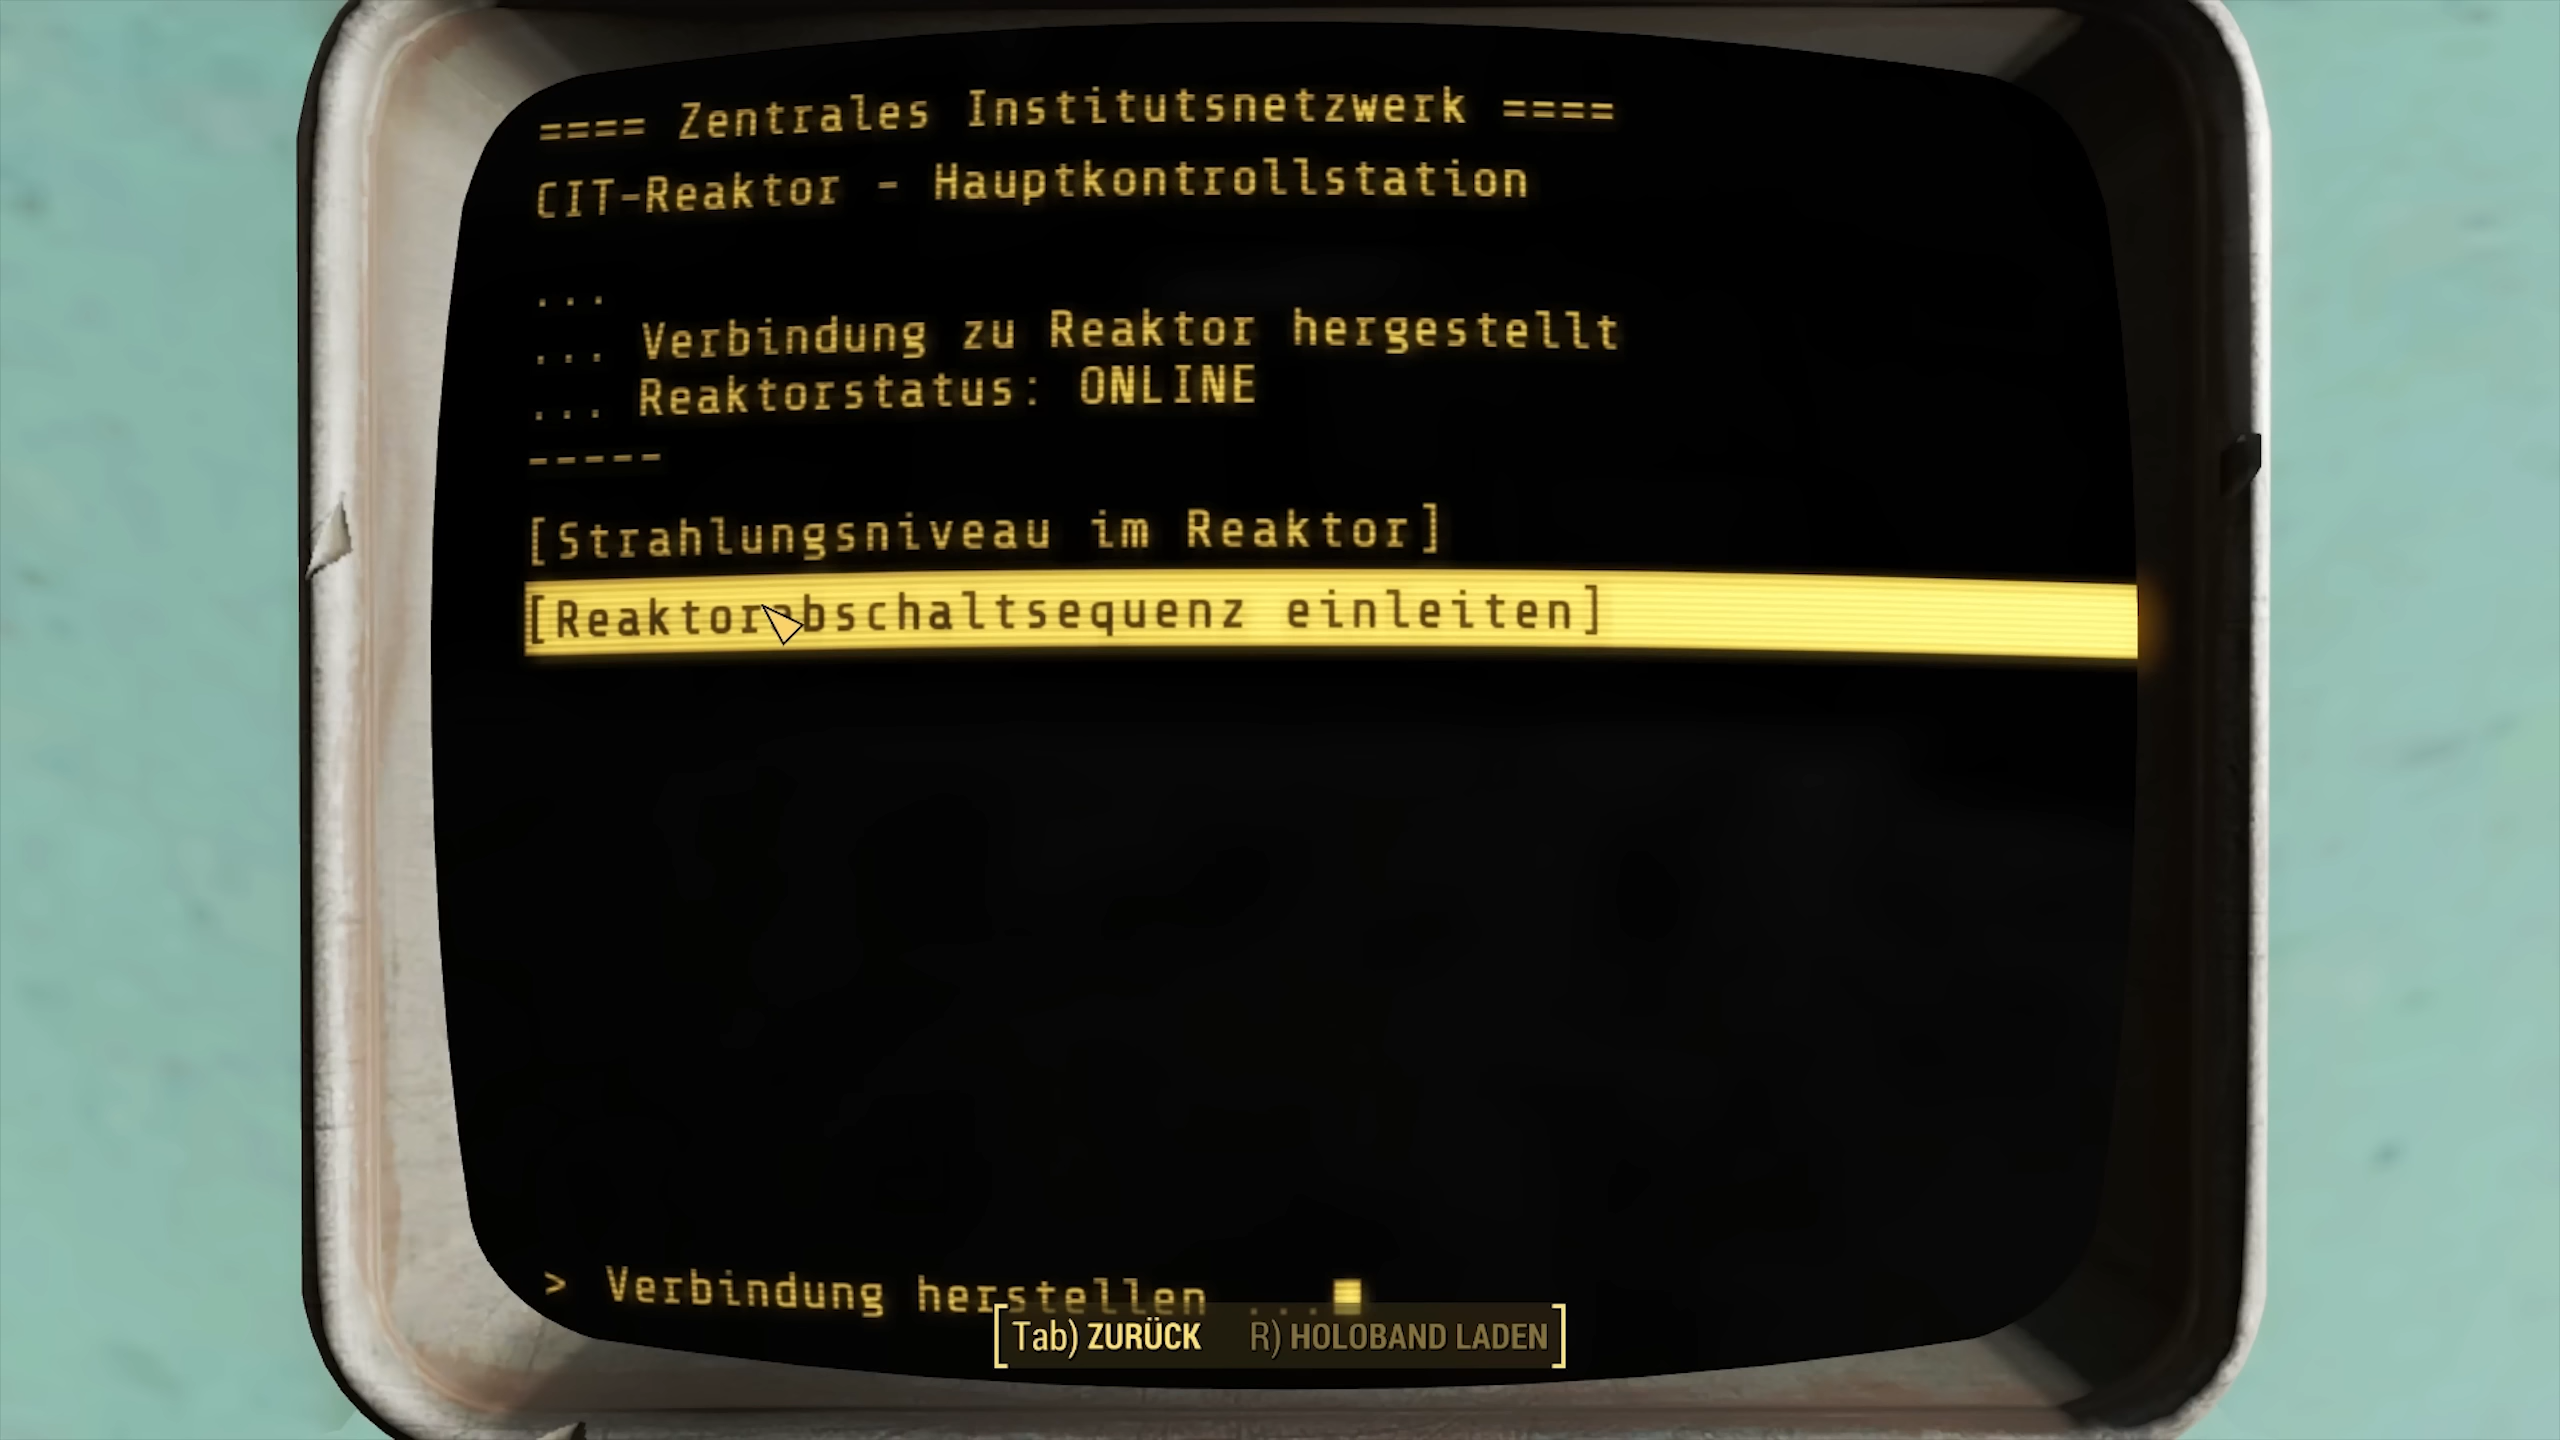 ==== Zentrales Institutsnetzwerk ====
CIT-Reaktor - Hauptkontrollstation
...
... Verbindung zu Reaktor hergestellt
... Reaktorstatus: ONLINE
-----
[Strahlungsniveau im Reaktor]
[Reaktorabschaltsequenz einleiten]
> Verbindung herstellen ...
[Tab) ZURÜCK R) HOLOBAND LADEN]